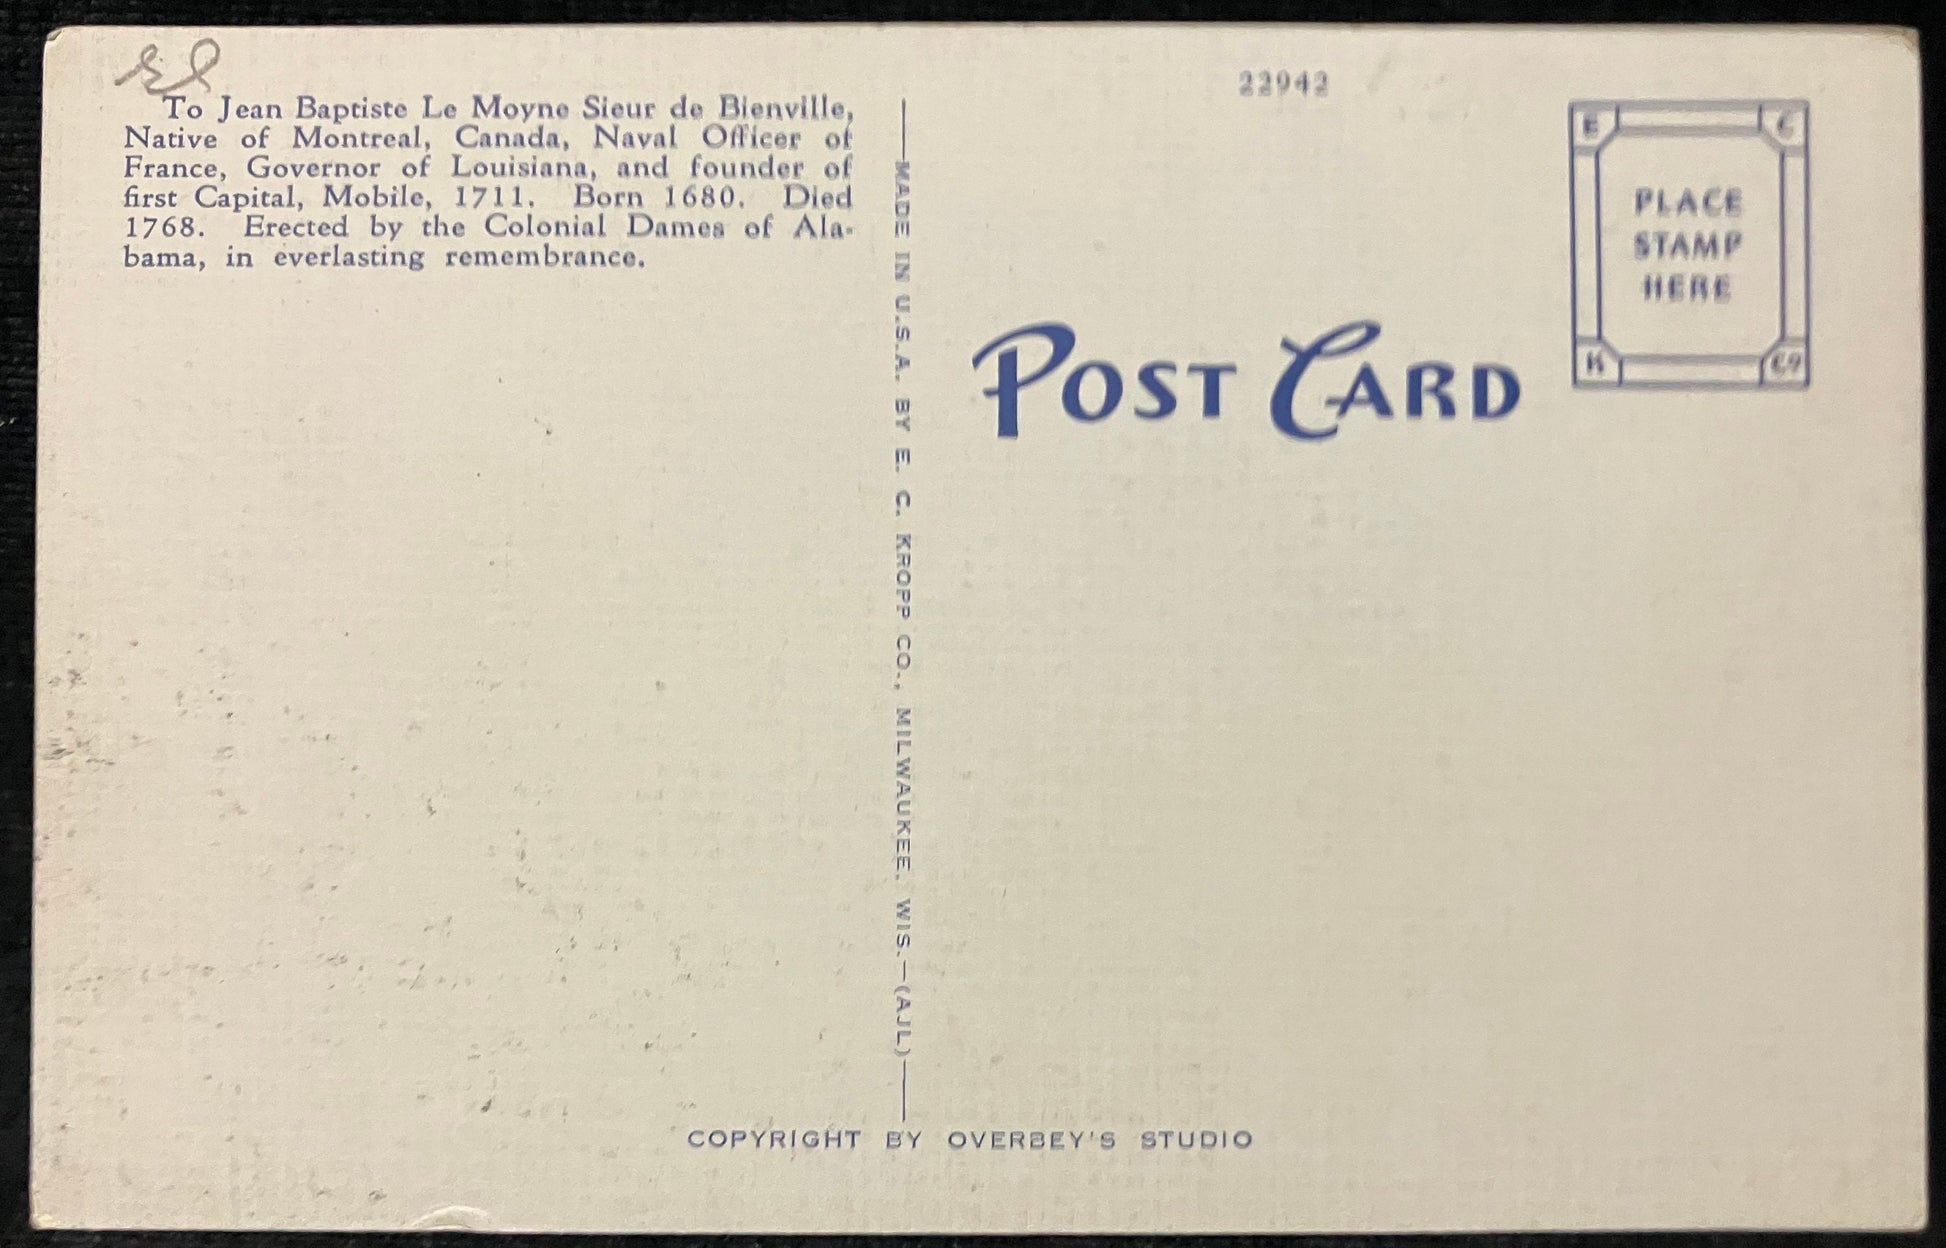 To Jean Baptiste Le Moyne Sieur de Bienville,
Native of Montreal, Canada, Naval Officer of
France, Governor of Louisiana, and founder of
first Capital, Mobile, 1711. Born 1680. Died
1768. Erected by the Colonial Dames of Ala-
bama, in everlasting remembrance.
MADE IN U.S.A. BY E. C. KROPP CO., MILWAUKEE, WIS.—(AJL)
22942
E C
PLACE
STAMP
HERE
K Co
POST CARD
COPYRIGHT BY OVERBEY'S STUDIO